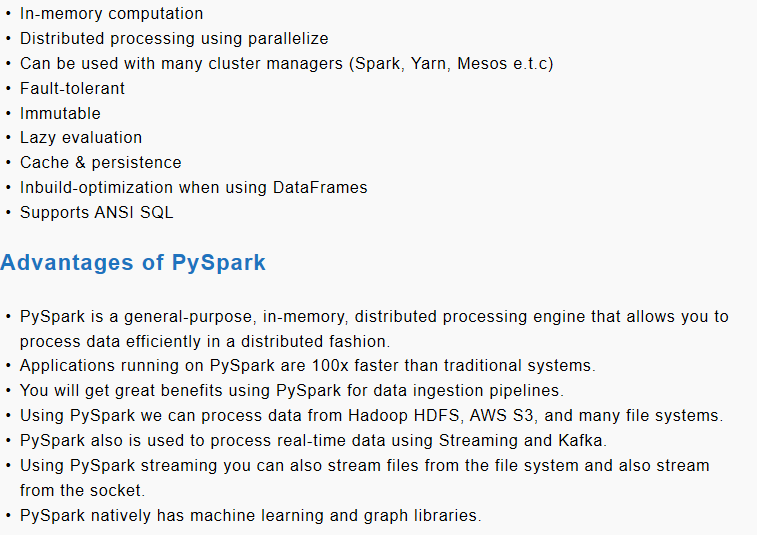 • In-memory computation
• Distributed processing using parallelize
• Can be used with many cluster managers (Spark, Yarn, Mesos e.t.c)
• Fault-tolerant
• Immutable
• Lazy evaluation
• Cache & persistence
• Inbuild-optimization when using DataFrames
• Supports ANSI SQL
Advantages of PySpark
• PySpark is a general-purpose, in-memory, distributed processing engine that allows you to
process data efficiently in a distributed fashion.
• Applications running on PySpark are 100x faster than traditional systems.
• You will get great benefits using PySpark for data ingestion pipelines.
• Using PySpark we can process data from Hadoop HDFS, AWS S3, and many file systems.
• PySpark also is used to process real-time data using Streaming and Kafka.
• Using PySpark streaming you can also stream files from the file system and also stream
from the socket.
• PySpark natively has machine learning and graph libraries.